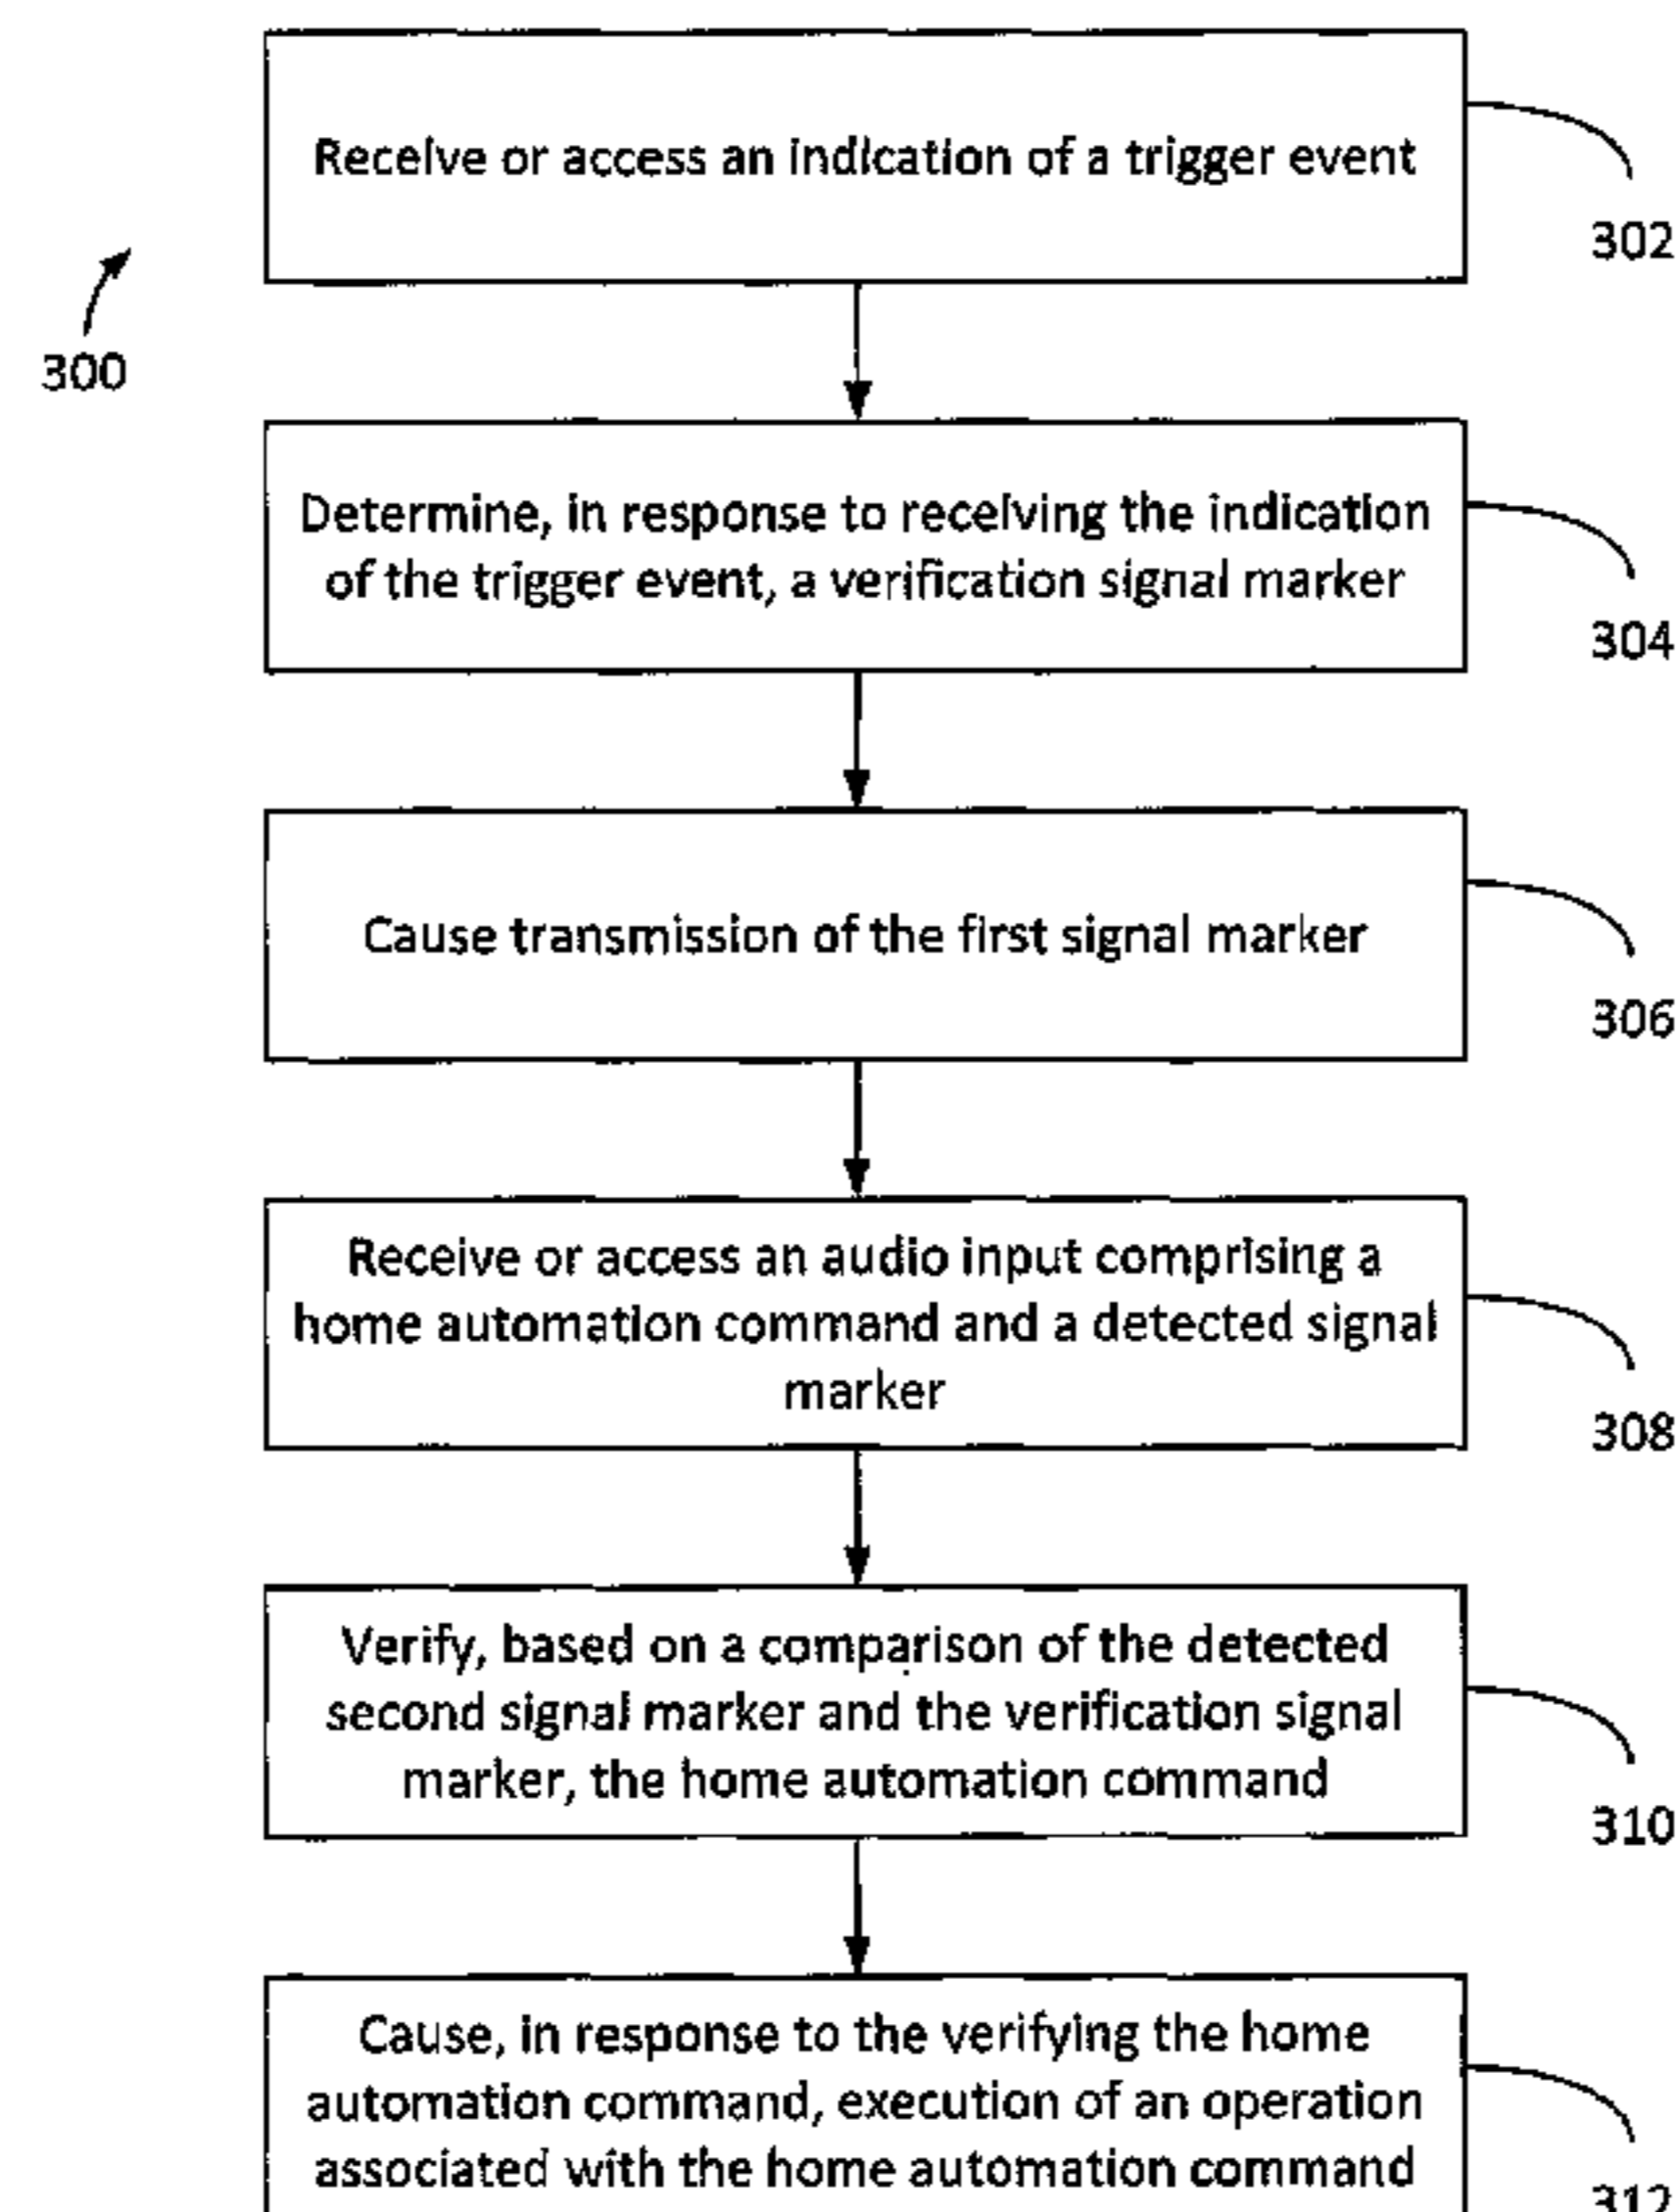 Receive or access an indication of a trigger event
302
300
Determine, in response to receiving the indication
of the trigger event, a verification signal marker
304
Cause transmission of the first signal marker
306
Receive or access an audio input comprising a
home automation command and a detected signal
marker
308
Verify, based on a comparison of the detected
second signal marker and the verification signal
marker, the home automation command
310
Cause, in response to the verifying the home
automation command, execution of an operation
associated with the home automation command
312